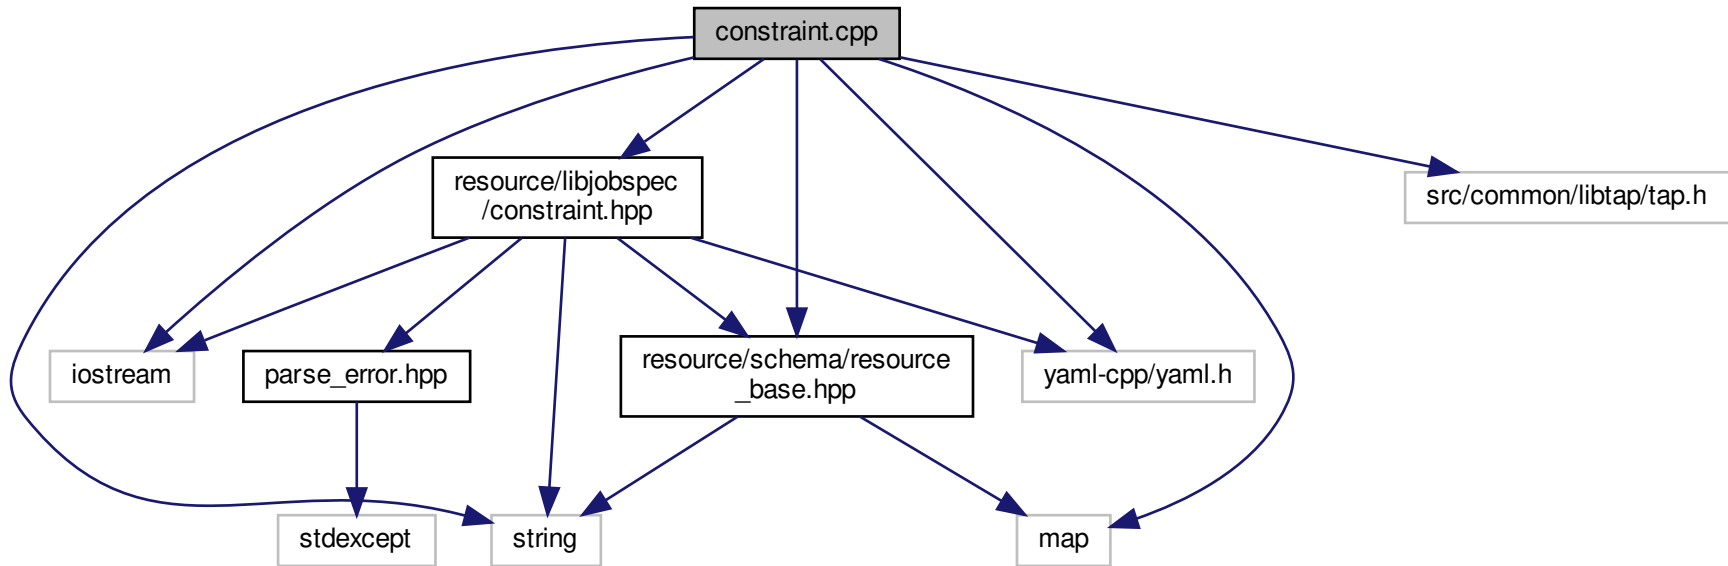 constraint.cpp
resource/libjobspec
/constraint.hpp
src/common/libtap/tap.h
iostream
parse_error.hpp
resource/schema/resource
_base.hpp
yaml-cpp/yaml.h
stdexcept
string
map